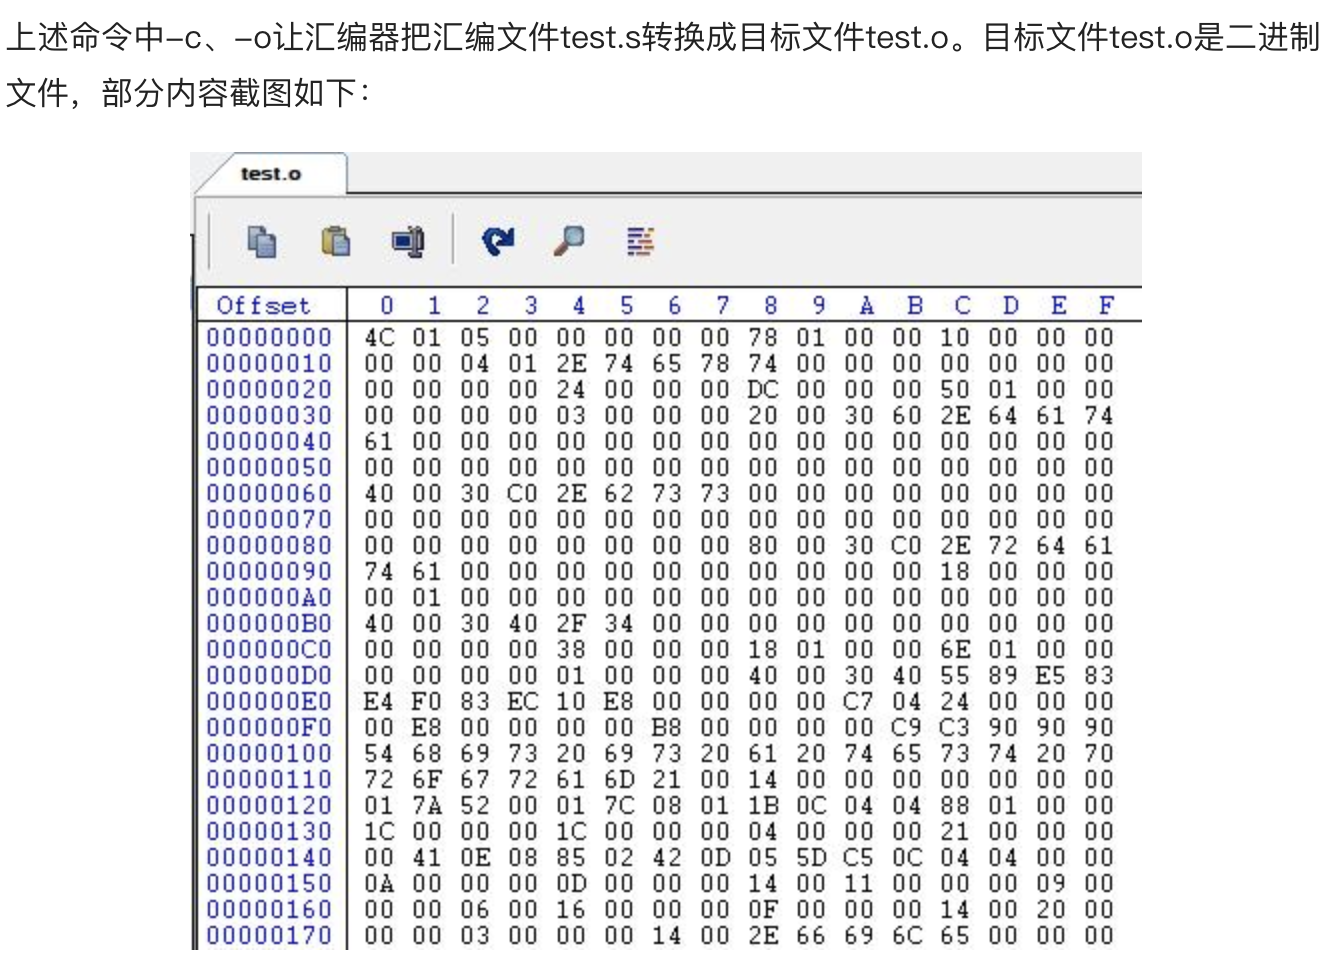 上述命令中–c、–o让汇编器把汇编文件test.s转换成目标文件test.o。目标文件test.o是二进制
文件，部分内容截图如下：
test.o
Offset 0 1 2 3 4 5 6 7 8 9 A B C D E F
00000000 4C 01 05 00 00 00 00 00 78 01 00 00 10 00 00 00
00000010 00 00 04 01 2E 74 65 78 74 00 00 00 00 00 00 00
00000020 00 00 00 00 24 00 00 00 DC 00 00 00 50 01 00 00
00000030 00 00 00 00 03 00 00 00 20 00 30 60 2E 64 61 74
00000040 61 00 00 00 00 00 00 00 00 00 00 00 00 00 00 00
00000050 00 00 00 00 00 00 00 00 00 00 00 00 00 00 00 00
00000060 40 00 30 C0 2E 62 73 73 00 00 00 00 00 00 00 00
00000070 00 00 00 00 00 00 00 00 00 00 00 00 00 00 00 00
00000080 00 00 00 00 00 00 00 00 80 00 30 C0 2E 72 64 61
00000090 74 61 00 00 00 00 00 00 00 00 00 00 18 00 00 00
000000A0 00 01 00 00 00 00 00 00 00 00 00 00 00 00 00 00
000000B0 40 00 30 40 2F 34 00 00 00 00 00 00 00 00 00 00
000000C0 00 00 00 00 38 00 00 00 18 01 00 00 6E 01 00 00
000000D0 00 00 00 00 01 00 00 00 40 00 30 40 55 89 E5 83
000000E0 E4 F0 83 EC 10 E8 00 00 00 00 C7 04 24 00 00 00
000000F0 00 E8 00 00 00 00 B8 00 00 00 00 C9 C3 90 90 90
00000100 54 68 69 73 20 69 73 20 61 20 74 65 73 74 20 70
00000110 72 6F 67 72 61 6D 21 00 14 00 00 00 00 00 00 00
00000120 01 7A 52 00 01 7C 08 01 1B 0C 04 04 88 01 00 00
00000130 1C 00 00 00 1C 00 00 00 04 00 00 00 21 00 00 00
00000140 00 41 0E 08 85 02 42 0D 05 5D C5 0C 04 04 00 00
00000150 0A 00 00 00 0D 00 00 00 14 00 11 00 00 00 09 00
00000160 00 00 06 00 16 00 00 00 0F 00 00 00 14 00 20 00
00000170 00 00 03 00 00 00 14 00 2E 66 69 6C 65 00 00 00